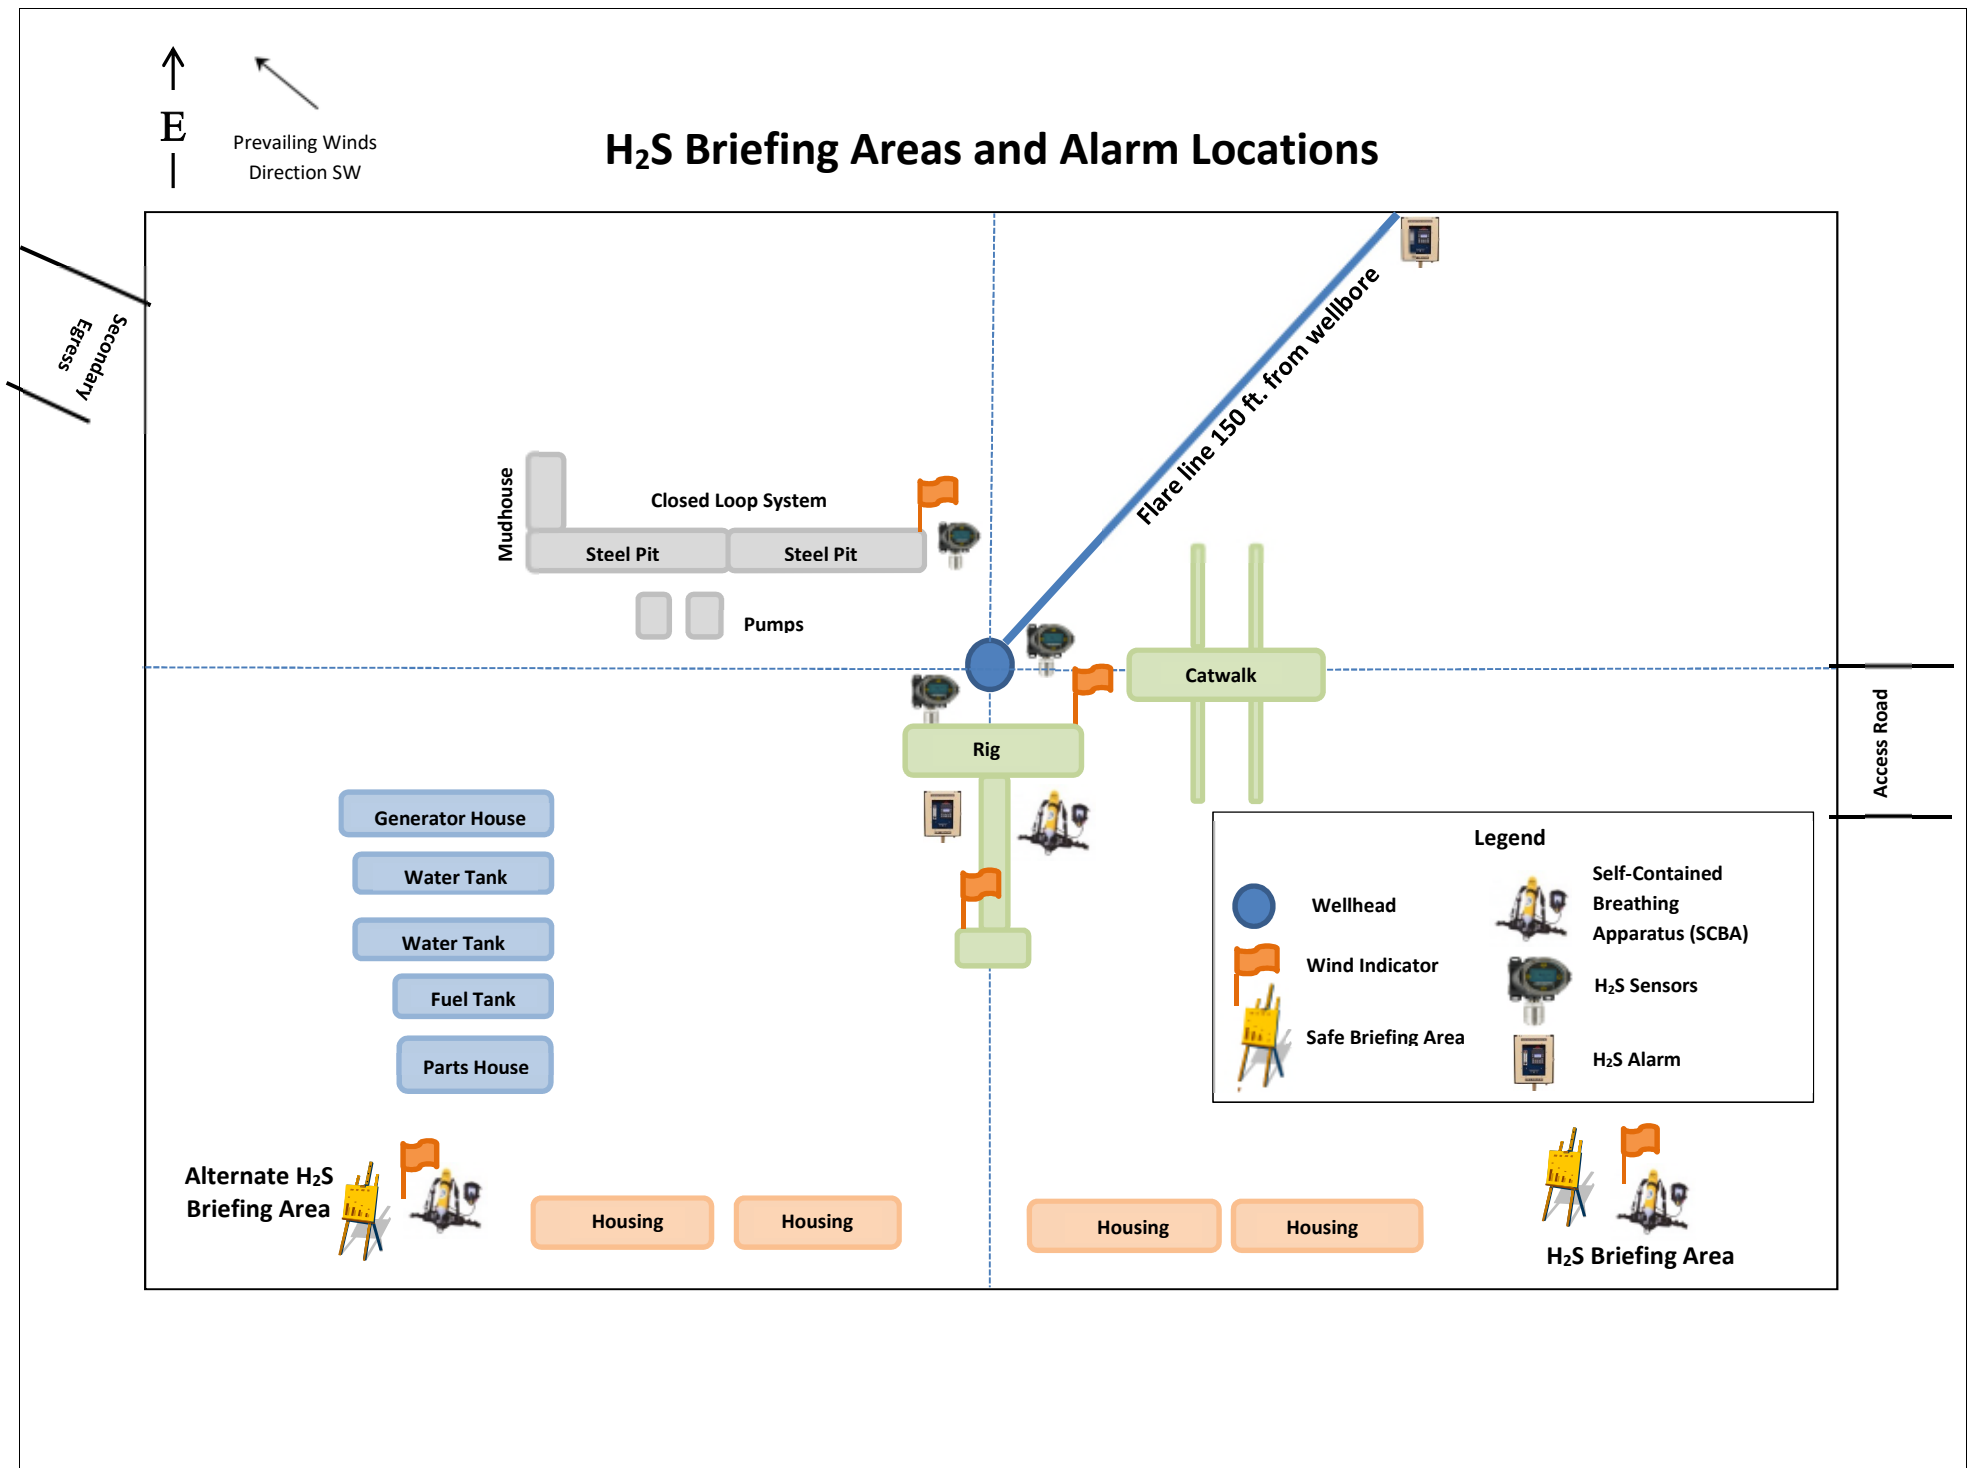 E
Prevailing Winds
Direction SW
H₂S Briefing Areas and Alarm Locations
Secondary
Egress
Flare line 150 ft. from wellbore
Mudhouse
Closed Loop System
Steel Pit
Steel Pit
Pumps
Catwalk
Access Road
Rig
Generator House
Water Tank
Water Tank
Fuel Tank
Parts House
Legend
Wellhead
Wind Indicator
Safe Briefing Area
Self-Contained
Breathing
Apparatus (SCBA)
H₂S Sensors
H₂S Alarm
Alternate H₂S
Briefing Area
Housing
Housing
Housing
Housing
H₂S Briefing Area